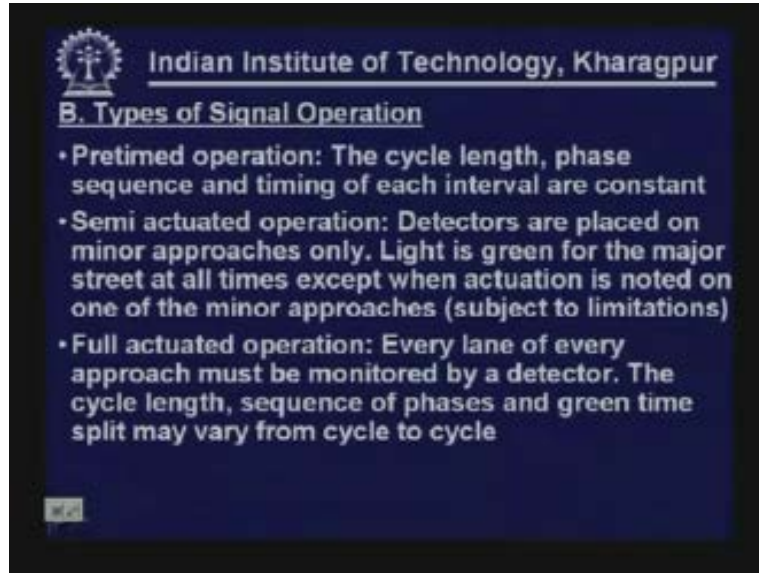 Indian Institute of Technology, Kharagpur
B. Types of Signal Operation
• Pretimed operation: The cycle length, phase
sequence and timing of each interval are constant
• Semi actuated operation: Detectors are placed on
minor approaches only. Light is green for the major
street at all times except when actuation is noted on
one of the minor approaches (subject to limitations)
• Full actuated operation: Every lane of every
approach must be monitored by a detector. The
cycle length, sequence of phases and green time
split may vary from cycle to cycle